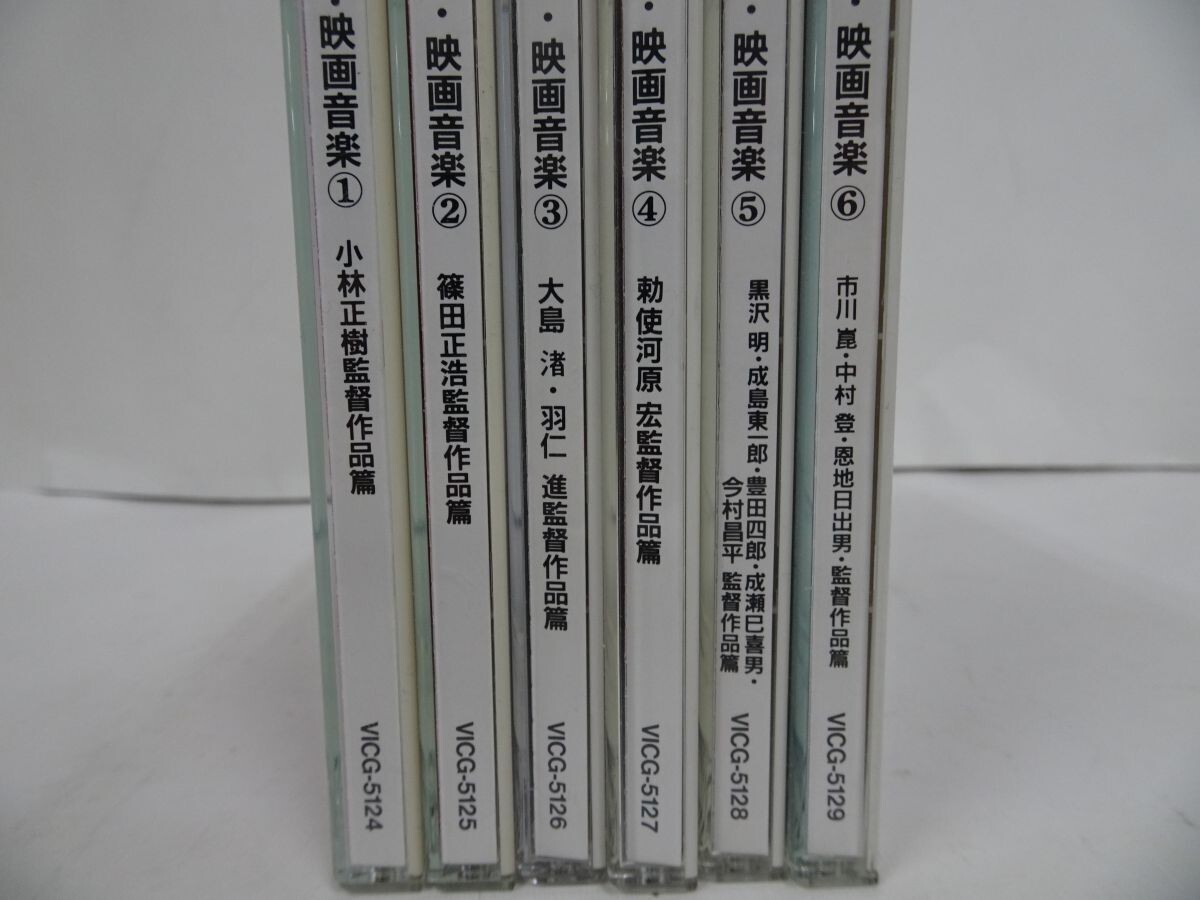 ・映画音楽① 小林正樹監督作品篇 VICG-5124
・映画音楽② 篠田正浩監督作品篇 VICG-5125
・映画音楽③ 大島 渚・羽仁 進監督作品篇 VICG-5126
・映画音楽④ 勅使河原 宏監督作品篇 VICG-5127
・映画音楽⑤ 黒沢 明・成島東一郎・豊田四郎・成瀬巳喜男・
今村昌平 監督作品篇 VICG-5128
・映画音楽⑥ 市川 崑・中村 登・恩地日出男・監督作品篇 VICG-5129